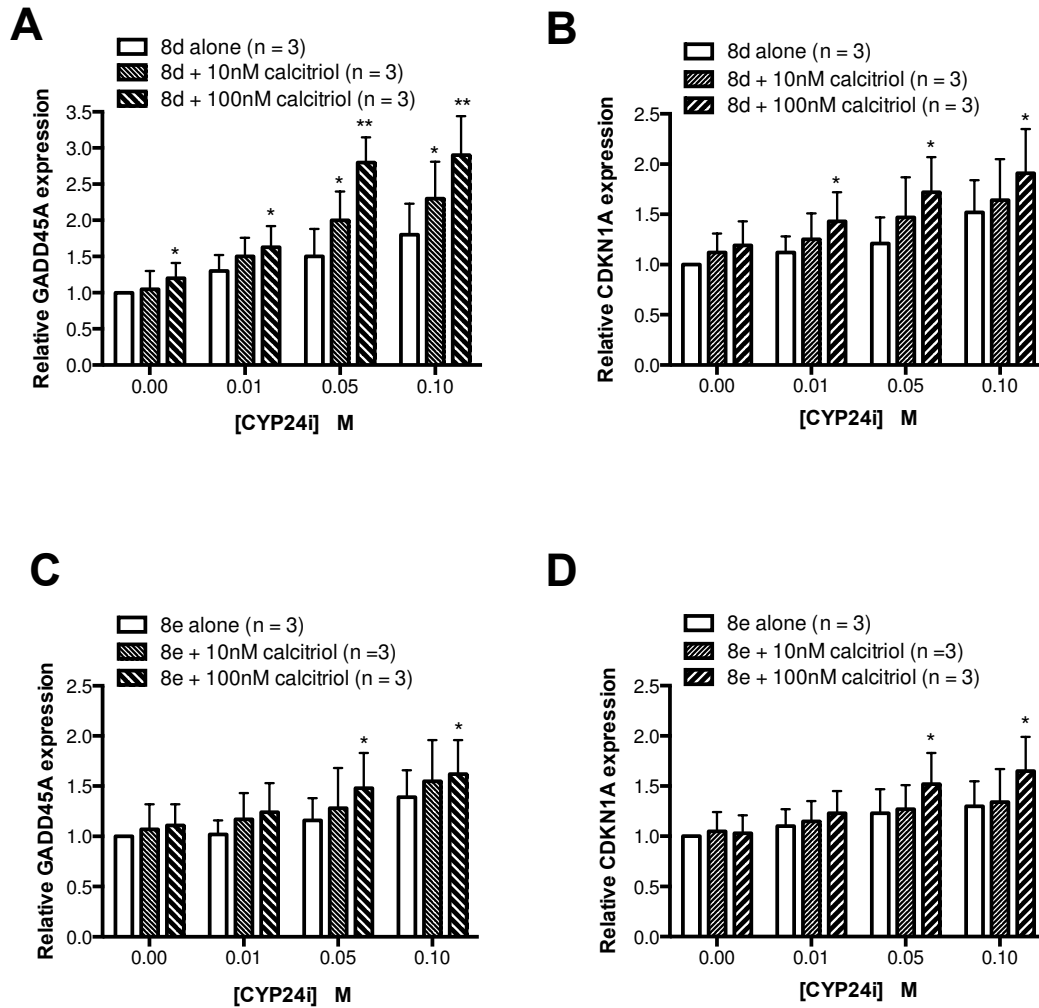 A
8d alone (n = 3)
8d + 10nM calcitriol (n = 3)
8d + 100nM calcitriol (n = 3)
Relative GADD45A expression
3.5
3.0
2.5
2.0
1.5
1.0
0.5
0.0
* * * ** * **
0.00 0.01 0.05 0.10
[CYP24i] M
B
8d alone (n = 3)
8d + 10nM calcitriol (n = 3)
8d + 100nM calcitriol (n = 3)
Relative CDKN1A expression
2.5
2.0
1.5
1.0
0.5
0.0
* * *
0.00 0.01 0.05 0.10
[CYP24i] M
C
8e alone (n = 3)
8e + 10nM calcitriol (n =3)
8e + 100nM calcitriol (n = 3)
Relative GADD45A expression
2.5
2.0
1.5
1.0
0.5
0.0
* *
0.00 0.01 0.05 0.10
[CYP24i] M
D
8e alone (n = 3)
8e + 10nM calcitriol (n =3)
8e + 100nM calcitriol (n = 3)
Relative CDKN1A expression
2.5
2.0
1.5
1.0
0.5
0.0
* *
0.00 0.01 0.05 0.10
[CYP24i] M